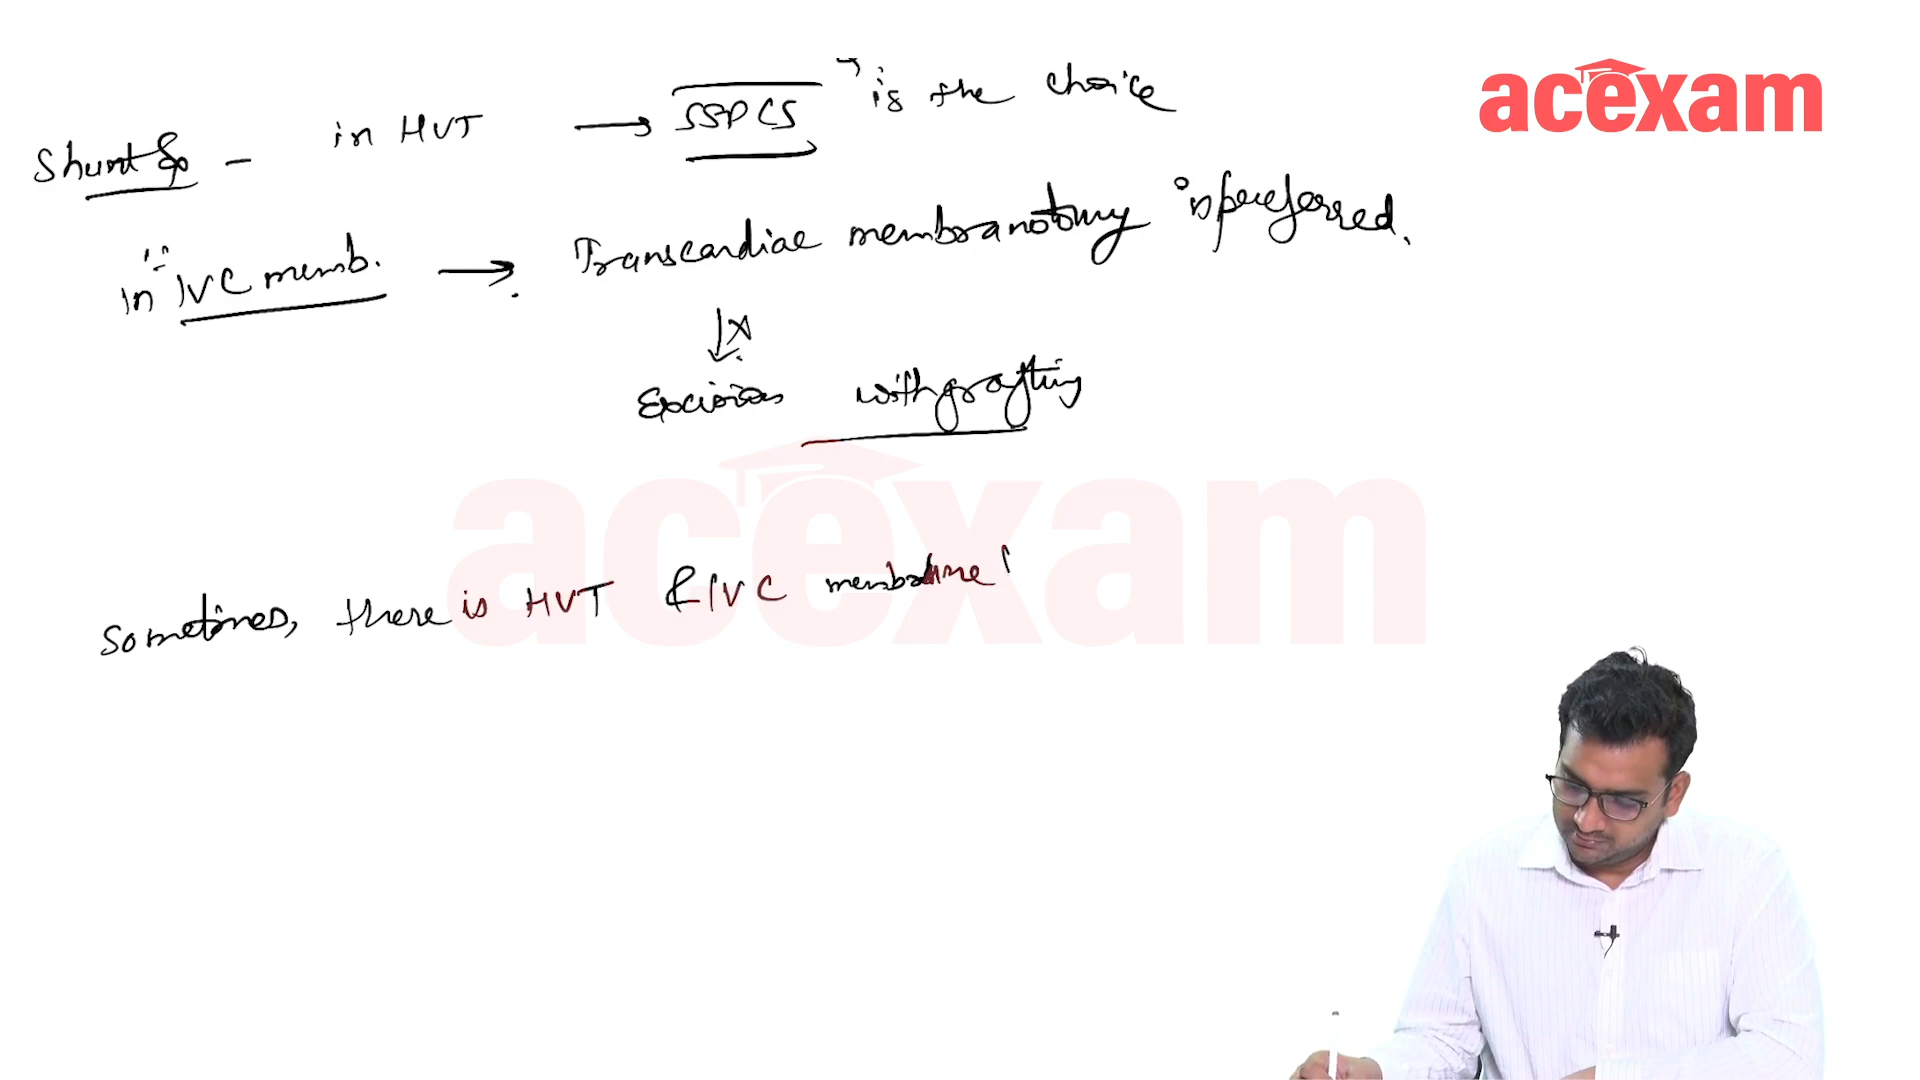 acexam
Shunt Sx – in HVT → SSPCS → is the choice
in IVC memb. → Transcardiac membranotomy is preferred.
↓x
Excision with grafting
acexam
Sometimes, there is HVT & IVC membrane